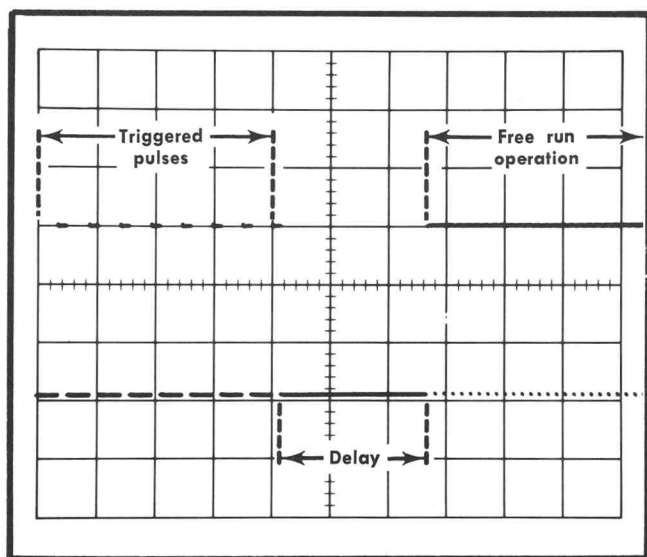 Triggered
pulses
Free run
operation
Delay